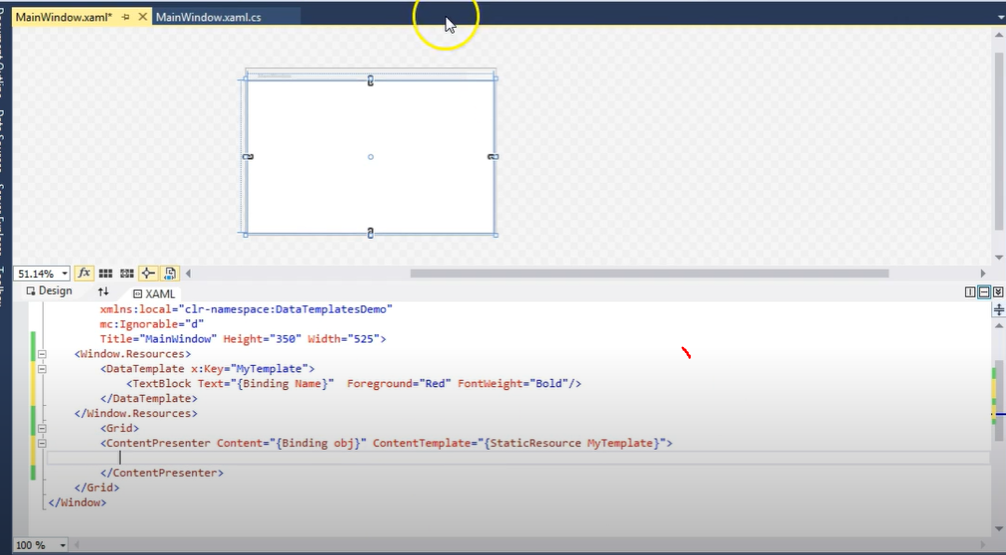 MainWindow.xaml* MainWindow.xaml.cs
51.14% fx
Design XAML
xmlns:local="clr-namespace:DataTemplatesDemo"
mc:Ignorable="d"
Title="MainWindow" Height="350" Width="525">
<Window.Resources>
<DataTemplate x:Key="MyTemplate">
<TextBlock Text="{Binding Name}" Foreground="Red" FontWeight="Bold"/>
</DataTemplate>
</Window.Resources>
<Grid>
<ContentPresenter Content="{Binding obj}" ContentTemplate="{StaticResource MyTemplate}">
</ContentPresenter>
</Grid>
</Window>
100 %